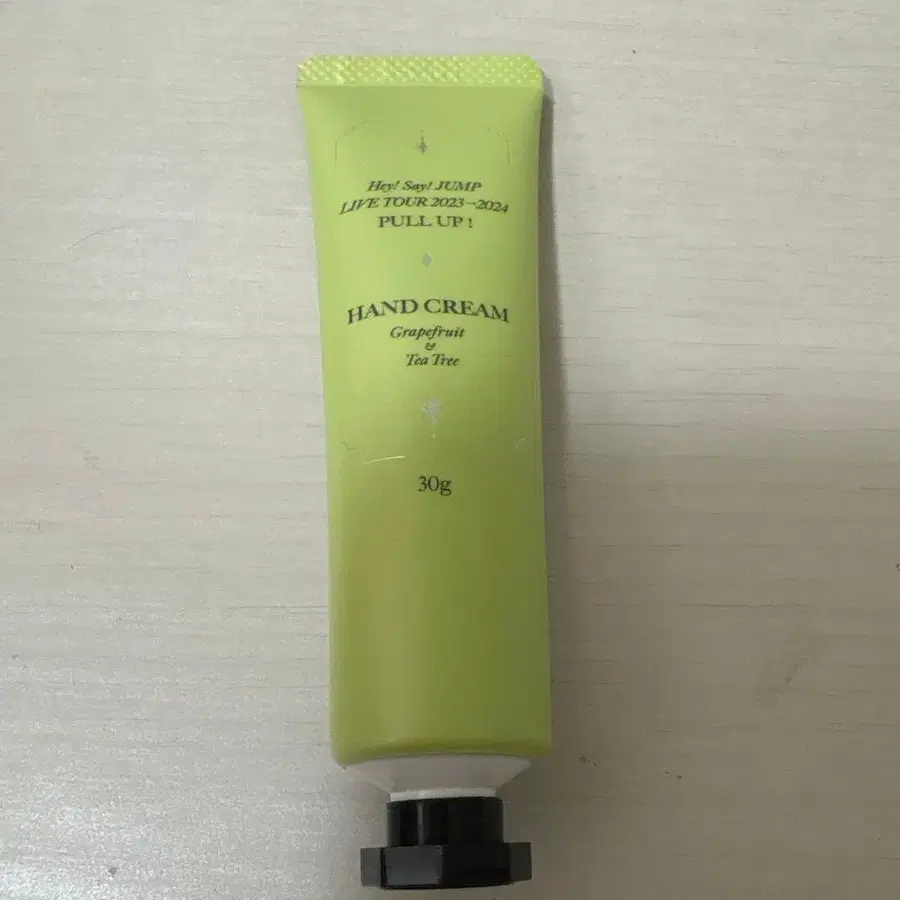 Hey! Say! JUMP
LIVE TOUR 2023→2024
PULL UP!
HAND CREAM
Grapefruit
&
Tea Tree
30g